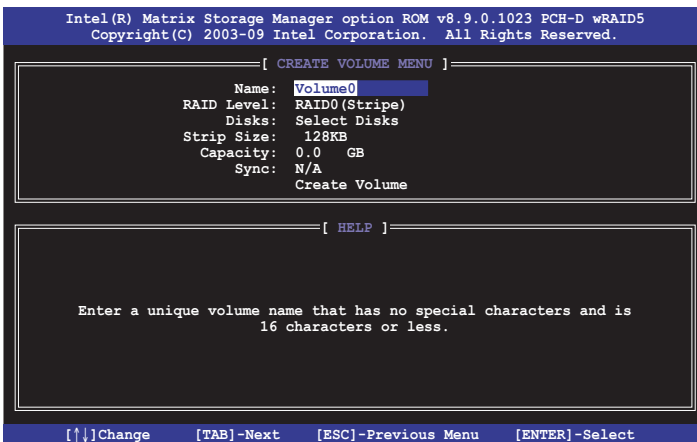 Intel(R) Matrix Storage Manager option ROM v8.9.0.1023 PCH-D wRAID5
Copyright(C) 2003-09 Intel Corporation. All Rights Reserved.
[ CREATE VOLUME MENU ]
Name: Volume0
RAID Level: RAID0(Stripe)
Disks: Select Disks
Strip Size: 128KB
Capacity: 0.0 GB
Sync: N/A
Create Volume
[ HELP ]
Enter a unique volume name that has no special characters and is
16 characters or less.
[↑↓]Change [TAB]-Next [ESC]-Previous Menu [ENTER]-Select